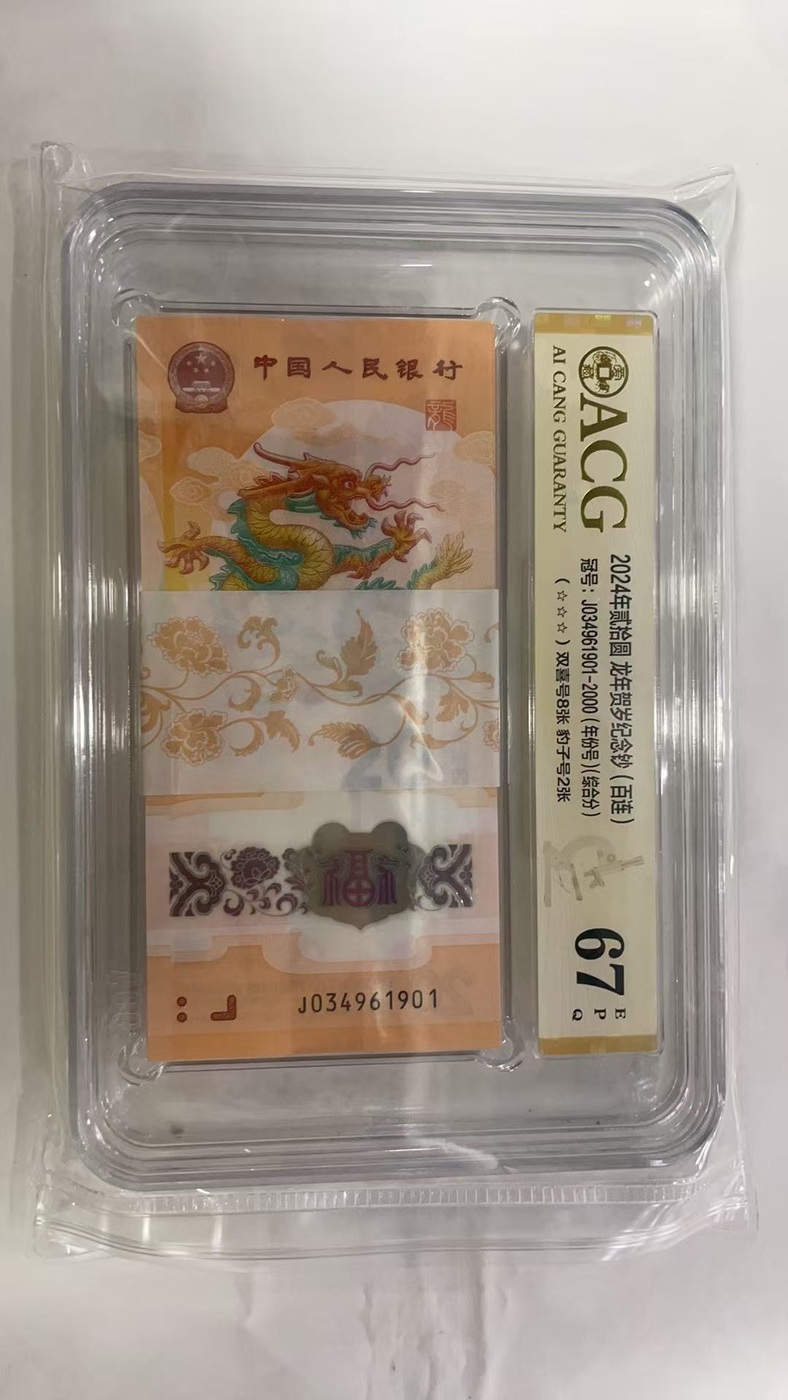 中国人民银行
龍
福
J034961901
ACG
AI CANG GUARANTY
2024年贰拾圆 龙年贺岁纪念钞（百连）
冠号：J034961901-2000（年份号）（综合分）
（☆☆☆）双喜号8张 豹子号2张
67
E
P
Q